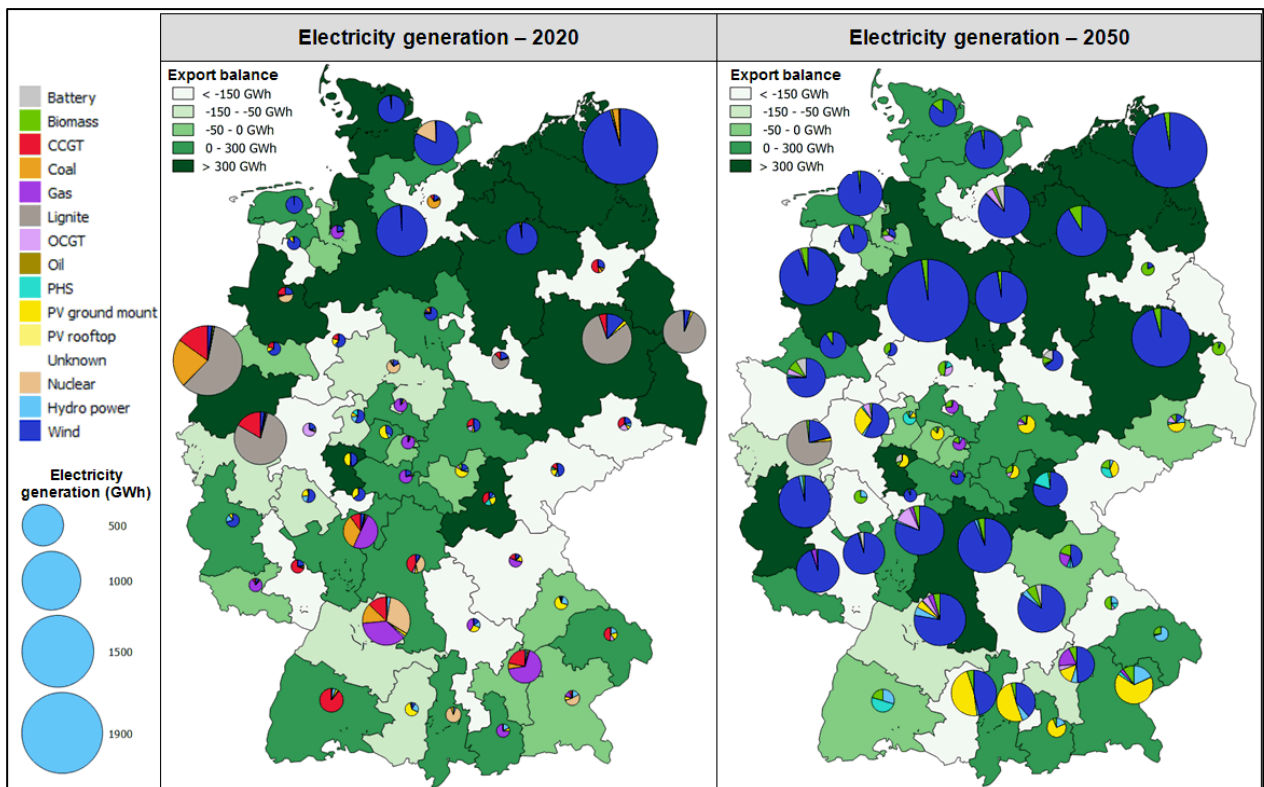 Electricity generation – 2020
Electricity generation – 2050
Export balance
< -150 GWh
-150 - -50 GWh
-50 - 0 GWh
0 - 300 GWh
> 300 GWh
Export balance
< -150 GWh
-150 - -50 GWh
-50 - 0 GWh
0 - 300 GWh
> 300 GWh
Battery
Biomass
CCGT
Coal
Gas
Lignite
OCGT
Oil
PHS
PV ground mount
PV rooftop
Unknown
Nuclear
Hydro power
Wind
Electricity
generation (GWh)
500
1000
1500
1900